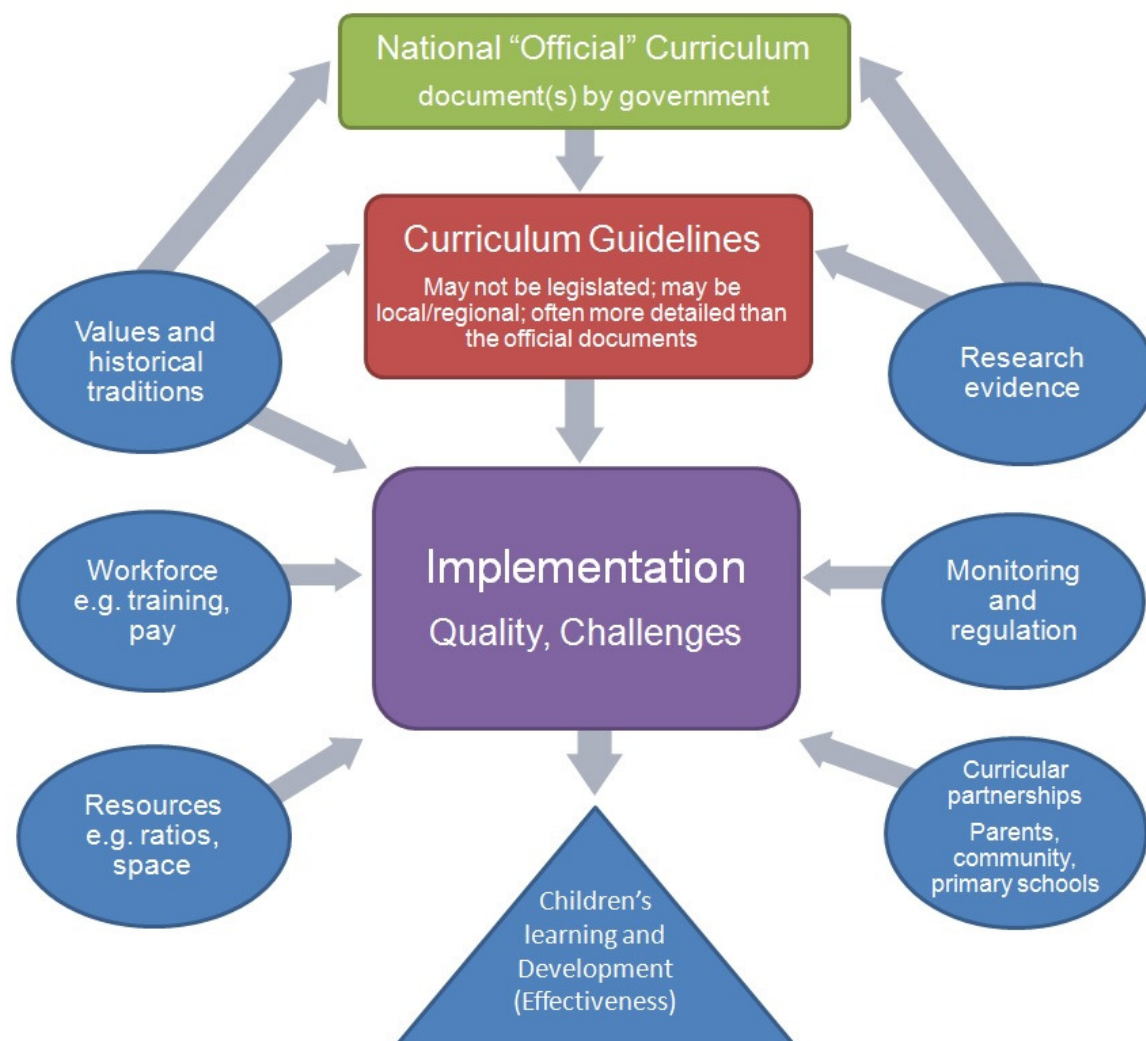 National “Official” Curriculum
document(s) by government
Curriculum Guidelines
May not be legislated; may be
local/regional; often more detailed than
the official documents
Values and
historical
traditions
Research
evidence
Implementation
Quality, Challenges
Workforce
e.g. training,
pay
Monitoring
and
regulation
Resources
e.g. ratios,
space
Curricular
partnerships
Parents,
community,
primary schools
Children’s
learning and
Development
(Effectiveness)